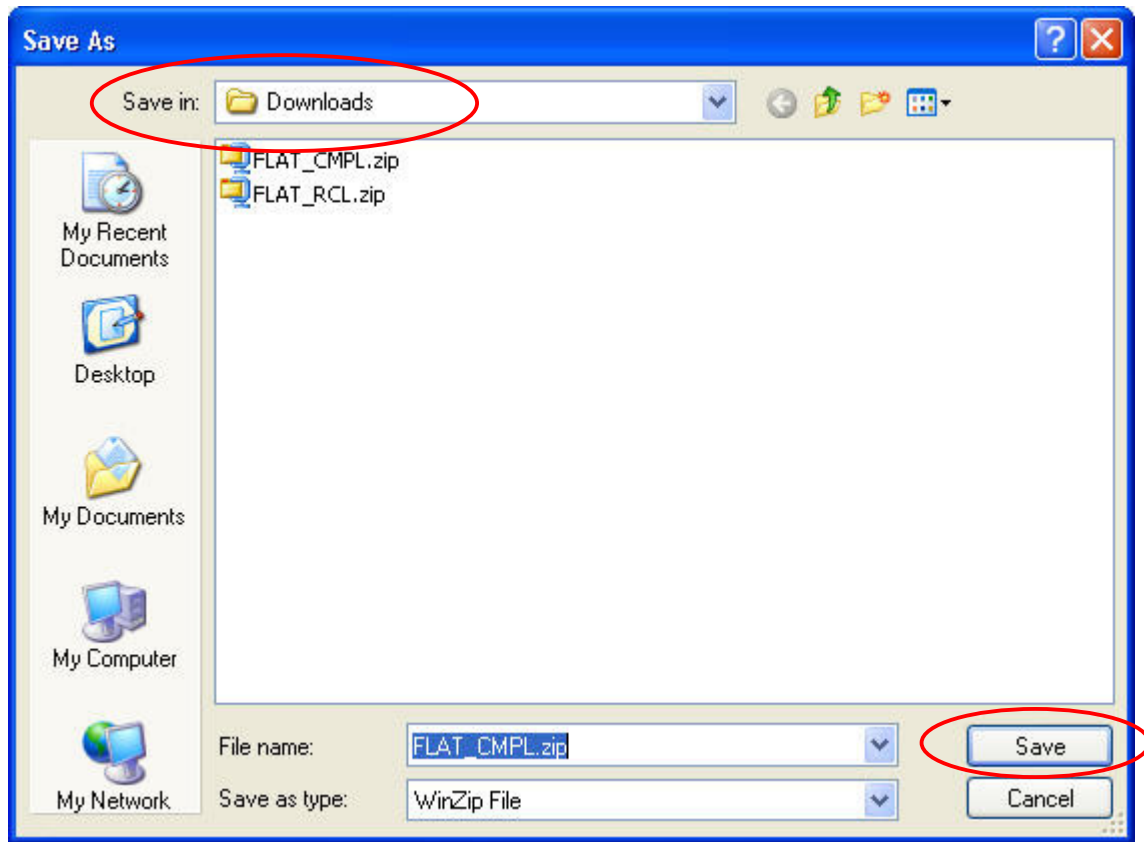 Save As
Save in:
Downloads
FLAT_CMPL.zip
FLAT_RCL.zip
My Recent
Documents
Desktop
My Documents
My Computer
My Network
File name:
FLAT_CMPL.zip
Save
Save as type:
WinZip File
Cancel